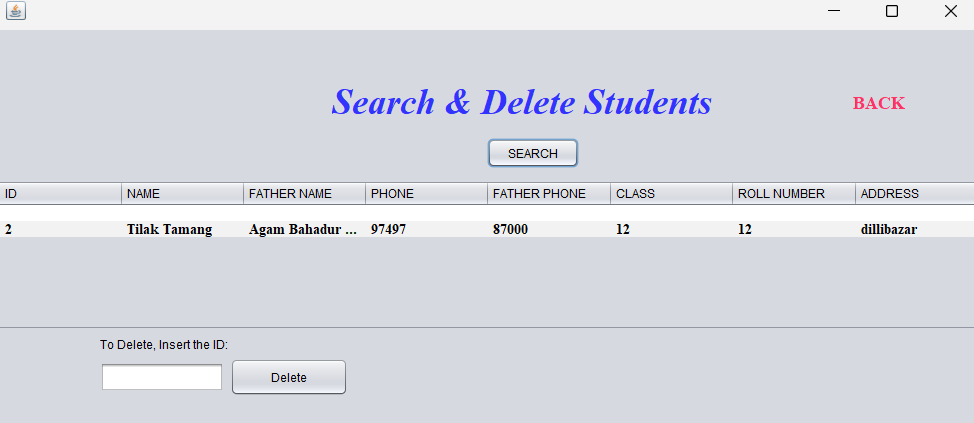 Search & Delete Students
BACK
SEARCH
ID NAME FATHER NAME PHONE FATHER PHONE CLASS ROLL NUMBER ADDRESS
2 Tilak Tamang Agam Bahadur ... 97497 87000 12 12 dillibazar
To Delete, Insert the ID:
Delete